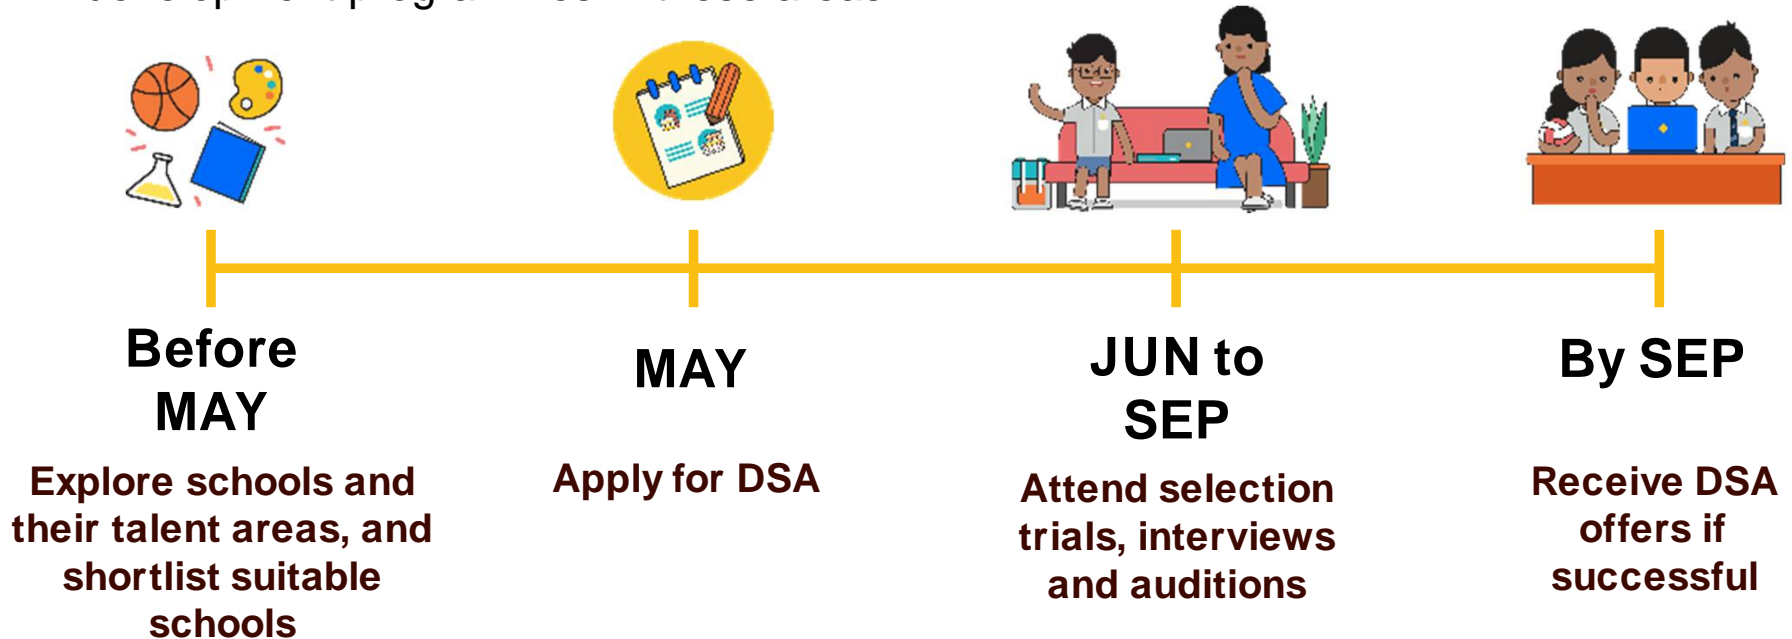 Before
MAY
Explore schools and
their talent areas, and
shortlist suitable
schools
MAY
Apply for DSA
JUN to
SEP
Attend selection
trials, interviews
and auditions
By SEP
Receive DSA
offers if
successful